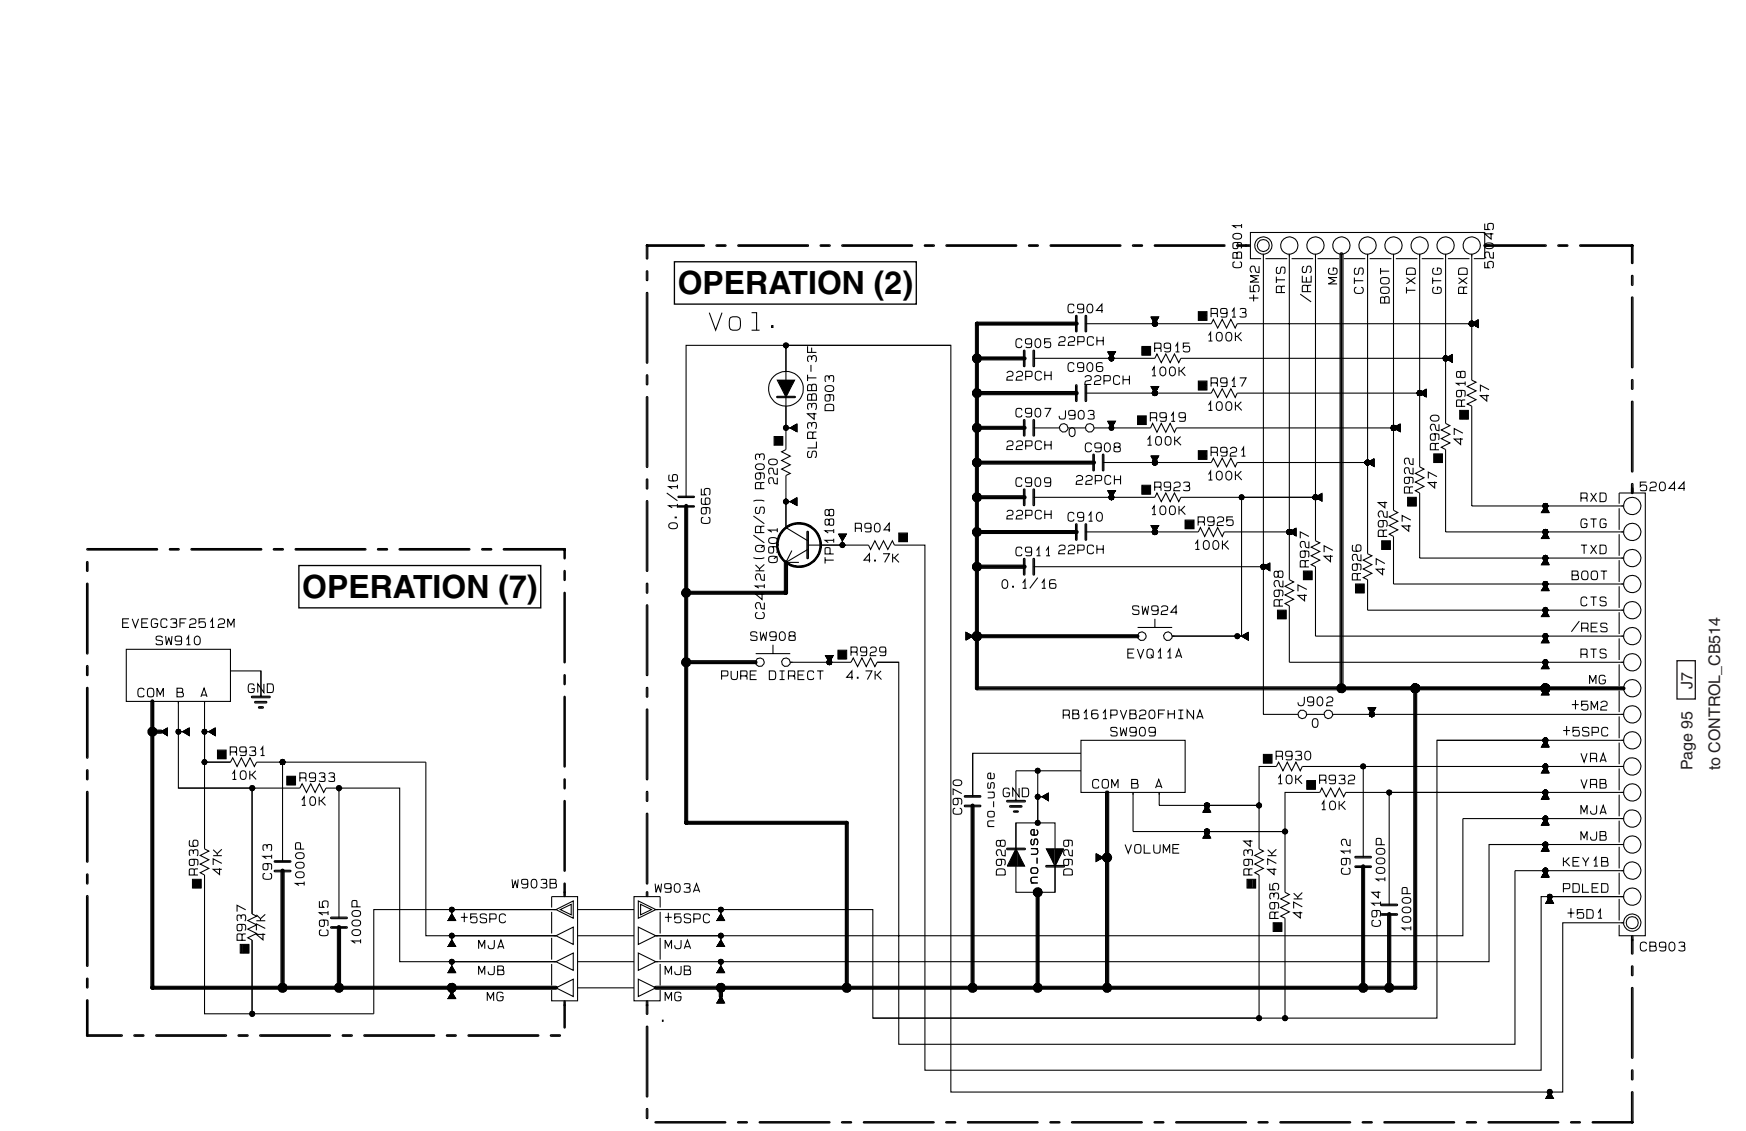 CB901
52045
+5M2
RTS
/RES
MG
CTS
BOOT
TXD
GTG
RXD
OPERATION (2)
Vol.
C904
22PCH
R913
100K
C905
22PCH
R915
100K
C906
22PCH
R917
100K
C907
22PCH
J903
0
R919
100K
C908
22PCH
R921
100K
C909
22PCH
R923
100K
C910
22PCH
R925
100K
C911
0.1/16
R918
47
R920
47
R922
47
R924
47
R926
47
R927
47
R928
47
SLR343BBT-3F
D903
R903
220
C2412K(Q/R/S)
Q901
TP1188
R904
4.7K
0.1/16
C965
SW908
PURE DIRECT
R929
4.7K
SW924
EVQ11A
52044
RXD
GTG
TXD
BOOT
CTS
/RES
RTS
MG
+5M2
+5SPC
VRA
VRB
MJA
MJB
KEY1B
PDLED
+5D1
CB903
Page 95 J7
to CONTROL_CB514
J902
0
RB161PVB20FHINA
SW909
COM B A
VOLUME
GND
C970
no_use
D928
no_use
D929
R930
10K
R932
10K
R934
47K
R935
47K
C912
1000P
C914
1000P
OPERATION (7)
EVEGC3F2512M
SW910
COM B A
GND
R931
10K
R933
10K
R936
47K
R937
47K
C913
1000P
C915
1000P
W903B
+5SPC
MJA
MJB
MG
W903A
+5SPC
MJA
MJB
MG